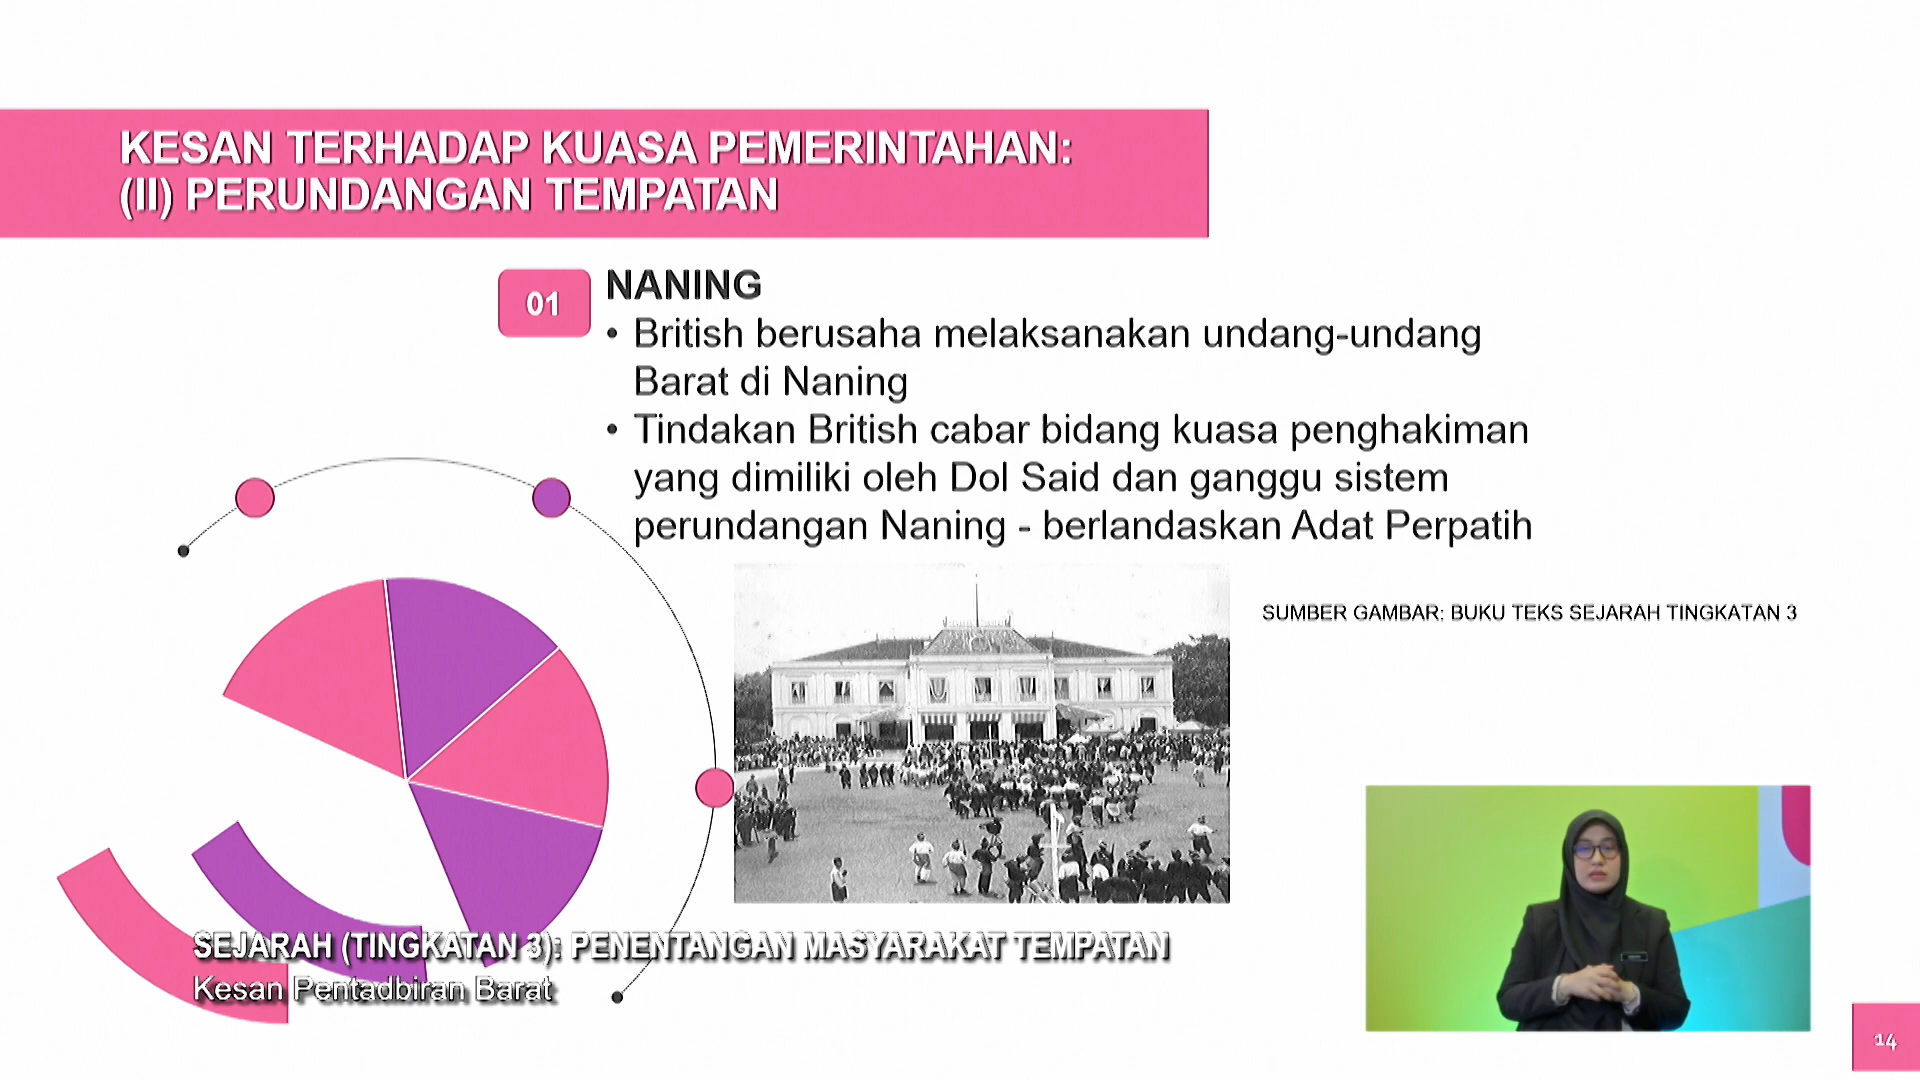 KESAN TERHADAP KUASA PEMERINTAHAN:
(II) PERUNDANGAN TEMPATAN
01
NANING
• British berusaha melaksanakan undang-undang
Barat di Naning
• Tindakan British cabar bidang kuasa penghakiman
yang dimiliki oleh Dol Said dan ganggu sistem
perundangan Naning - berlandaskan Adat Perpatih
SUMBER GAMBAR: BUKU TEKS SEJARAH TINGKATAN 3
SEJARAH (TINGKATAN 3): PENENTANGAN MASYARAKAT TEMPATAN
Kesan Pentadbiran Barat
14